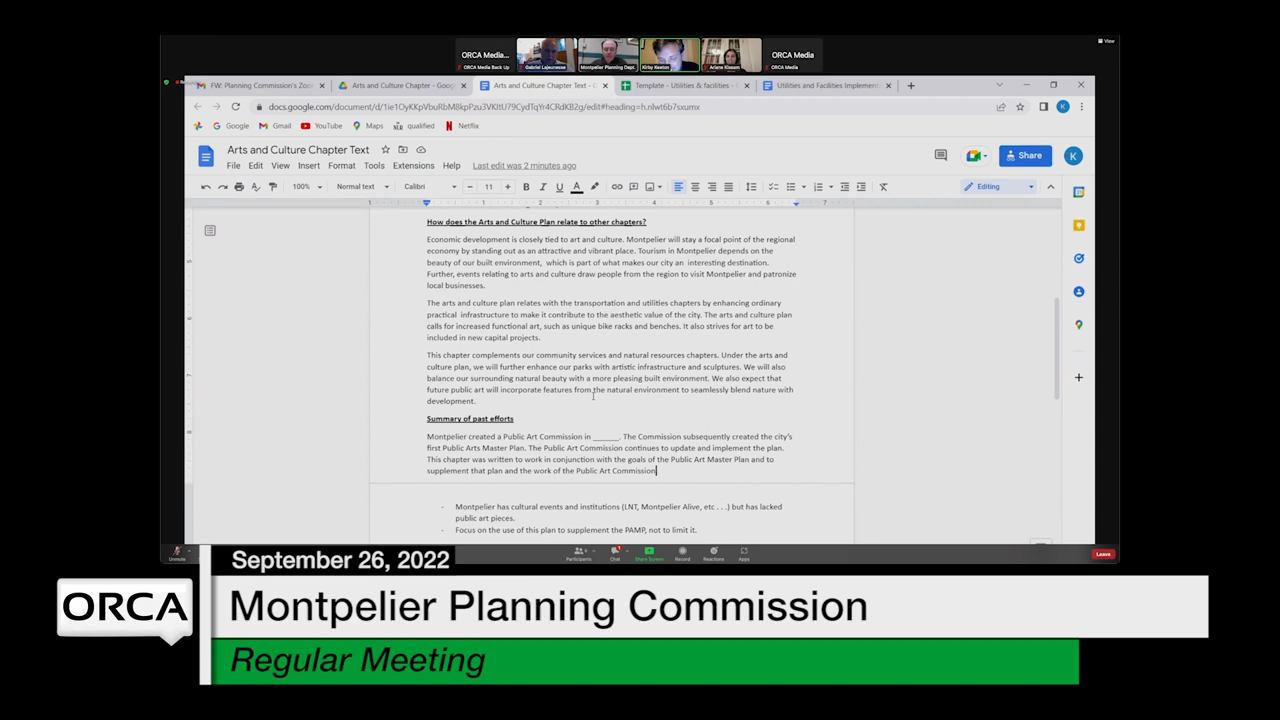 ORCA Media...
ORCA Media
ORCA Media Back Up
Gabriel Lajeunesse
Montpelier Planning Dept.
Kirby Keeton
Ariane Kissam
ORCA Media
View
FW: Planning Commission's Zoo
Arts and Culture Chapter - Goog
Arts and Culture Chapter Text - G
Template - Utilities & facilities -
Utilities and Facilities Implement
docs.google.com/document/d/1ie1OyKKpVbuRbM8kpPzu3VKItU79CydTqYr4CRdKB2g/edit#heading=h.nlwt6b7sxumx
Google
Gmail
YouTube
Maps
qualified
Netflix
Arts and Culture Chapter Text
File Edit View Insert Format Tools Extensions Help Last edit was 2 minutes ago
Share
K
100%
Normal text
Calibri
11
B I U A
Editing
How does the Arts and Culture Plan relate to other chapters?
Economic development is closely tied to art and culture. Montpelier will stay a focal point of the regional
economy by standing out as an attractive and vibrant place. Tourism in Montpelier depends on the
beauty of our built environment, which is part of what makes our city an interesting destination.
Further, events relating to arts and culture draw people from the region to visit Montpelier and patronize
local businesses.
The arts and culture plan relates with the transportation and utilities chapters by enhancing ordinary
practical infrastructure to make it contribute to the aesthetic value of the city. The arts and culture plan
calls for increased functional art, such as unique bike racks and benches. It also strives for art to be
included in new capital projects.
This chapter complements our community services and natural resources chapters. Under the arts and
culture plan, we will further enhance our parks with artistic infrastructure and sculptures. We will also
balance our surrounding natural beauty with a more pleasing built environment. We also expect that
future public art will incorporate features from the natural environment to seamlessly blend nature with
development.
Summary of past efforts
Montpelier created a Public Art Commission in ______. The Commission subsequently created the city's
first Public Arts Master Plan. The Public Art Commission continues to update and implement the plan.
This chapter was written to work in conjunction with the goals of the Public Art Master Plan and to
supplement that plan and the work of the Public Art Commission
- Montpelier has cultural events and institutions (LNT, Montpelier Alive, etc . . .) but has lacked
public art pieces.
- Focus on the use of this plan to supplement the PAMP, not to limit it.
Unmute
Participants
Chat
Share Screen
Record
Reactions
Apps
Leave
September 26, 2022
ORCA
Montpelier Planning Commission
Regular Meeting